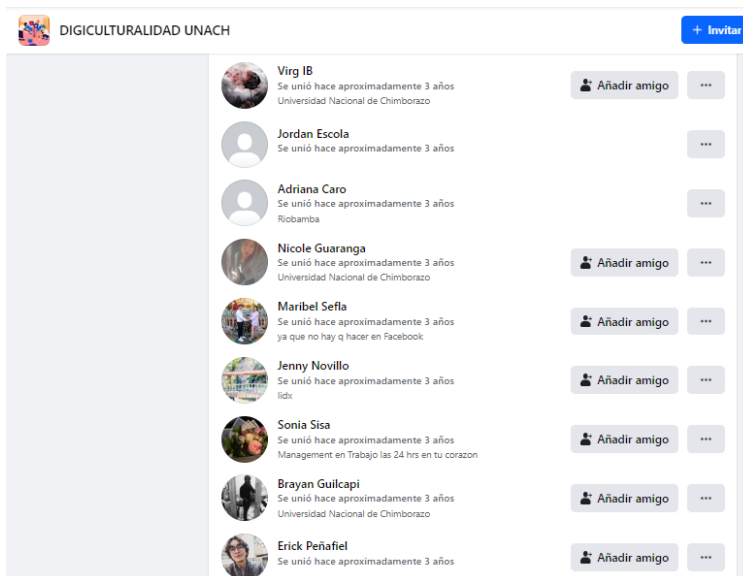 DIGICULTURALIDAD UNACH
+ Invitar
Virg IB
Se unió hace aproximadamente 3 años
Universidad Nacional de Chimborazo
Añadir amigo
Jordan Escola
Se unió hace aproximadamente 3 años
Adriana Caro
Se unió hace aproximadamente 3 años
Riobamba
Nicole Guaranga
Se unió hace aproximadamente 3 años
Universidad Nacional de Chimborazo
Añadir amigo
Maribel Sefla
Se unió hace aproximadamente 3 años
ya que no hay q hacer en Facebook
Añadir amigo
Jenny Novillo
Se unió hace aproximadamente 3 años
lidx
Añadir amigo
Sonia Sisa
Se unió hace aproximadamente 3 años
Management en Trabajo las 24 hrs en tu corazon
Añadir amigo
Brayan Guilcapi
Se unió hace aproximadamente 3 años
Universidad Nacional de Chimborazo
Añadir amigo
Erick Peñafiel
Se unió hace aproximadamente 3 años
Añadir amigo